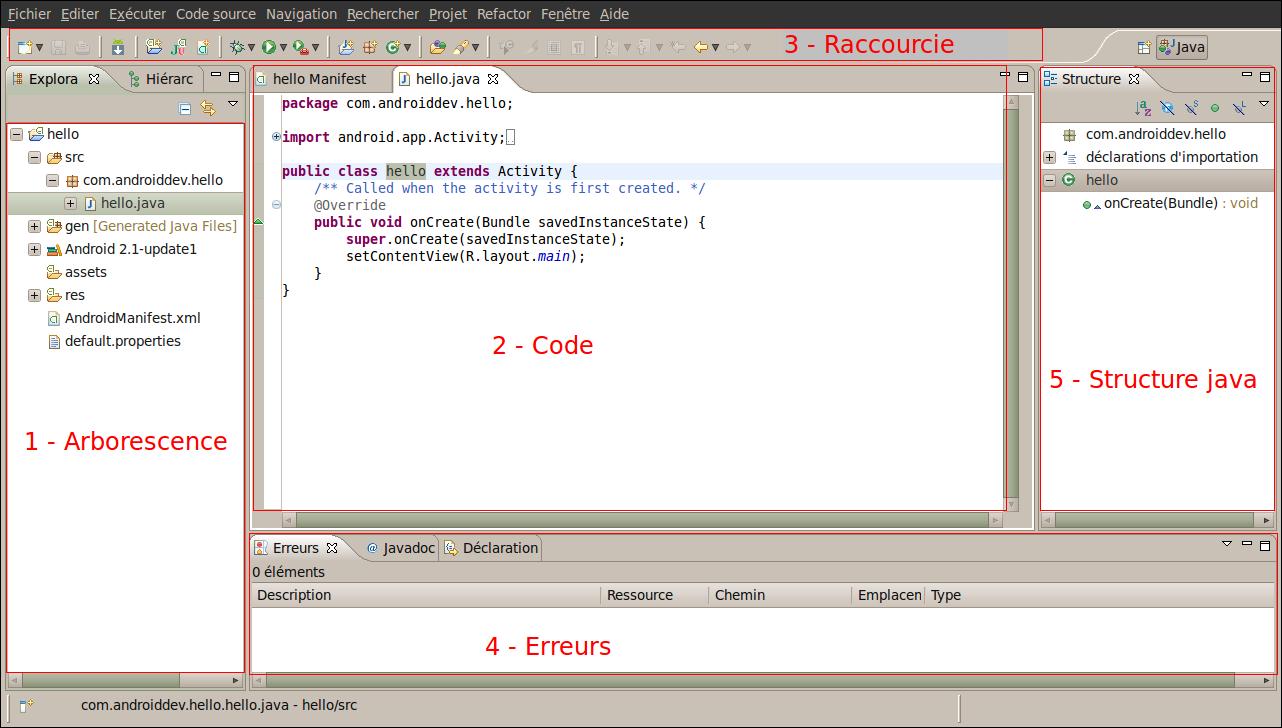 Fichier Editer Exécuter Code source Navigation Rechercher Projet Refactor Fenêtre Aide
3 - Raccourcie
Java
Explora
Hiérarc
hello
src
com.androiddev.hello
hello.java
gen [Generated Java Files]
Android 2.1-update1
assets
res
AndroidManifest.xml
default.properties
1 - Arborescence
hello Manifest
hello.java
package com.androiddev.hello;
import android.app.Activity;
public class hello extends Activity {
/** Called when the activity is first created. */
@Override
public void onCreate(Bundle savedInstanceState) {
super.onCreate(savedInstanceState);
setContentView(R.layout.main);
}
}
2 - Code
Structure
com.androiddev.hello
déclarations d'importation
hello
onCreate(Bundle) : void
5 - Structure java
Erreurs
Javadoc
Déclaration
0 éléments
Description Ressource Chemin Emplacen Type
4 - Erreurs
com.androiddev.hello.hello.java - hello/src